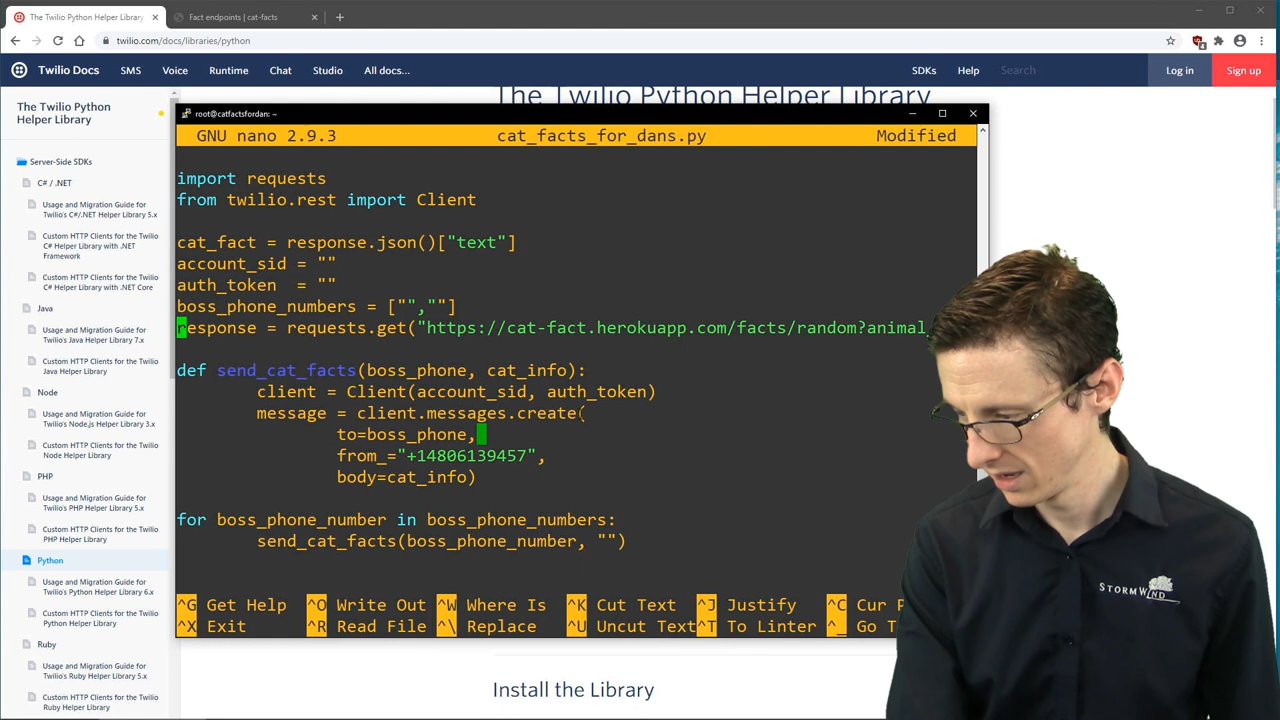 The Twilio Python Helper Library
Fact endpoints | cat-facts
twilio.com/docs/libraries/python
Twilio Docs
SMS
Voice
Runtime
Chat
Studio
All docs...
SDKs
Help
Search
Log in
Sign up
The Twilio Python
Helper Library
The Twilio Python Helper Library
Server-Side SDKs
C# / .NET
Usage and Migration Guide for
Twilio's C#/.NET Helper Library 5.x
Custom HTTP Clients for the Twilio
C# Helper Library with .NET
Framework
Custom HTTP Clients for the Twilio
C# Helper Library with .NET Core
Java
Usage and Migration Guide for
Twilio's Java Helper Library 7.x
Custom HTTP Clients for the Twilio
Java Helper Library
Node
Usage and Migration Guide for
Twilio's Node.js Helper Library 3.x
Custom HTTP Clients for the Twilio
Node Helper Library
PHP
Usage and Migration Guide for
Twilio's PHP Helper Library 5.x
Custom HTTP Clients for the Twilio
PHP Helper Library
Python
Usage and Migration Guide for
Twilio's Python Helper Library 6.x
Custom HTTP Clients for the Twilio
Python Helper Library
Ruby
Usage and Migration Guide for
Twilio's Ruby Helper Library 5.x
Custom HTTP Clients for the Twilio
Ruby Helper Library
root@catfactsfordan: ~
GNU nano 2.9.3 cat_facts_for_dans.py Modified
import requests
from twilio.rest import Client
cat_fact = response.json()["text"]
account_sid = ""
auth_token  = ""
boss_phone_numbers = ["",""]
response = requests.get("https://cat-fact.herokuapp.com/facts/random?animal_
def send_cat_facts(boss_phone, cat_info):
client = Client(account_sid, auth_token)
message = client.messages.create(
to=boss_phone,
from_="+14806139457",
body=cat_info)
for boss_phone_number in boss_phone_numbers:
send_cat_facts(boss_phone_number, "")
^G Get Help ^O Write Out ^W Where Is ^K Cut Text ^J Justify ^C Cur P
^X Exit ^R Read File ^\ Replace ^U Uncut Text ^T To Linter ^_ Go T
Install the Library
STORMWIND